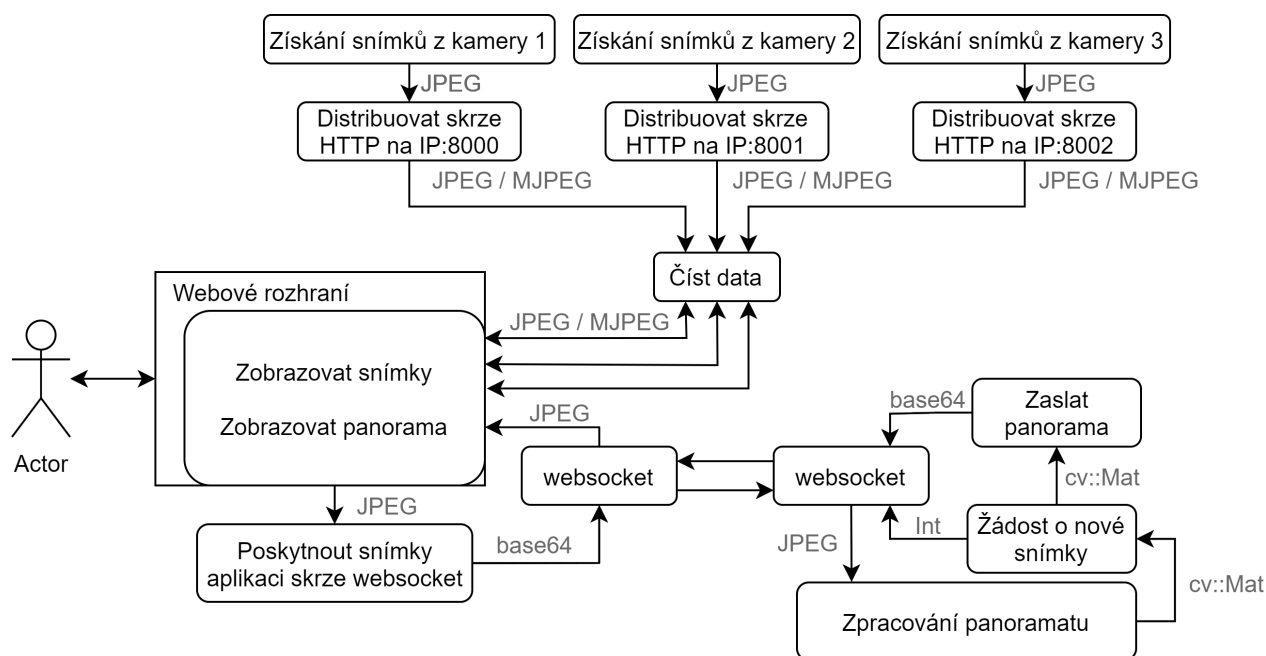 Získání snímků z kamery 1
Získání snímků z kamery 2
Získání snímků z kamery 3
JPEG
JPEG
JPEG
Distribuovat skrze
HTTP na IP:8000
Distribuovat skrze
HTTP na IP:8001
Distribuovat skrze
HTTP na IP:8002
JPEG / MJPEG
JPEG / MJPEG
JPEG / MJPEG
Číst data
Webové rozhraní
JPEG / MJPEG
Zobrazovat snímky
Zobrazovat panorama
Actor
JPEG
base64
Zaslat
panorama
websocket
websocket
cv::Mat
JPEG
Poskytnout snímky
aplikaci skrze websocket
base64
JPEG
Int
Žádost o nové
snímky
cv::Mat
Zpracování panoramatu